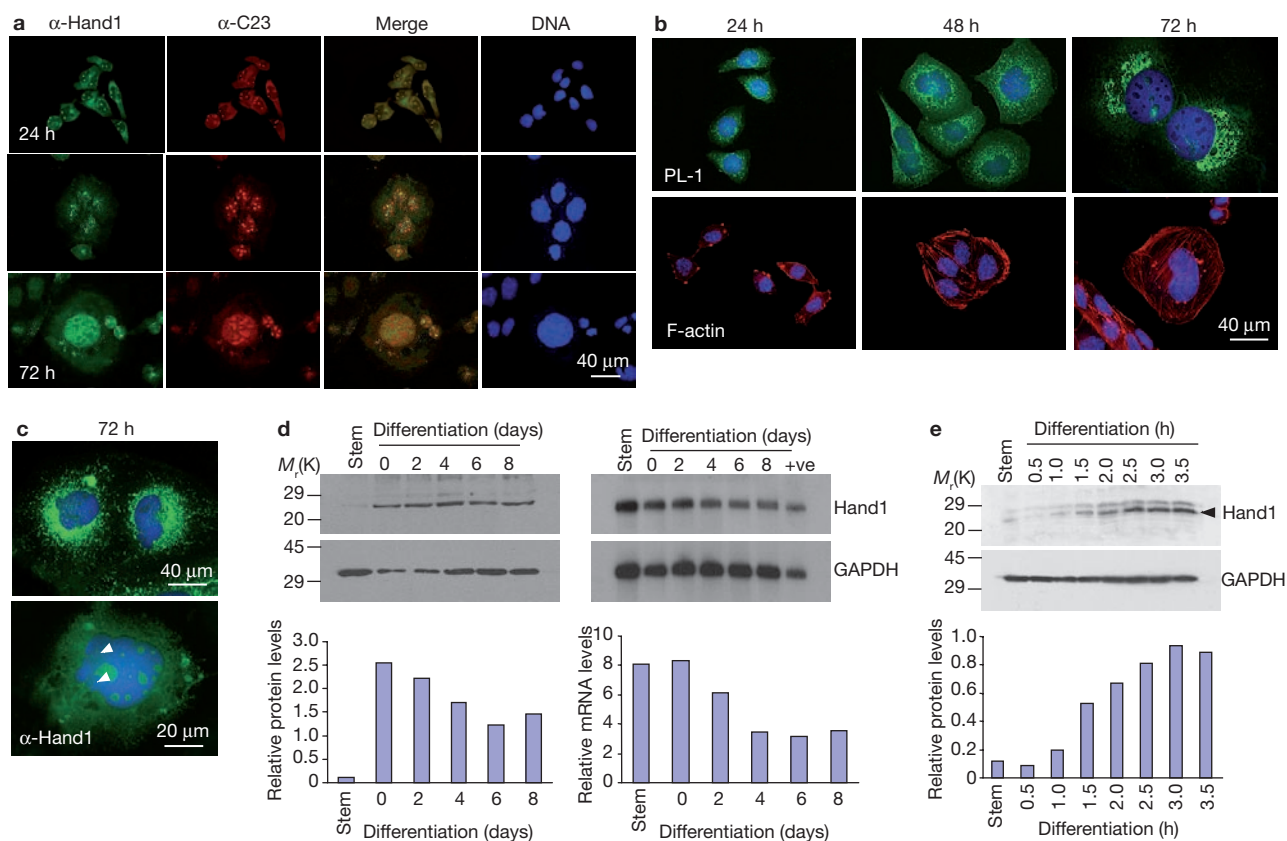 a
α-Hand1 α-C23 Merge DNA
24 h
72 h
40 μm
b
24 h 48 h 72 h
PL-1
F-actin
40 μm
c
72 h
40 μm
α-Hand1
20 μm
d
Stem Differentiation (days)
Mr(K) 0 2 4 6 8
29
20
45
29
Relative protein levels
3.0
2.5
2.0
1.5
1.0
0.5
0
Stem 0 2 4 6 8
Differentiation (days)
Stem Differentiation (days)
0 2 4 6 8 +ve
Hand1
GAPDH
Relative mRNA levels
10
8
6
4
2
0
Stem 0 2 4 6 8
Differentiation (days)
e
Differentiation (h)
Mr(K) Stem 0.5 1.0 1.5 2.0 2.5 3.0 3.5
29
20
Hand1
45
29
GAPDH
Relative protein levels
1.0
0.8
0.6
0.4
0.2
0
Stem 0.5 1.0 1.5 2.0 2.5 3.0 3.5
Differentiation (h)